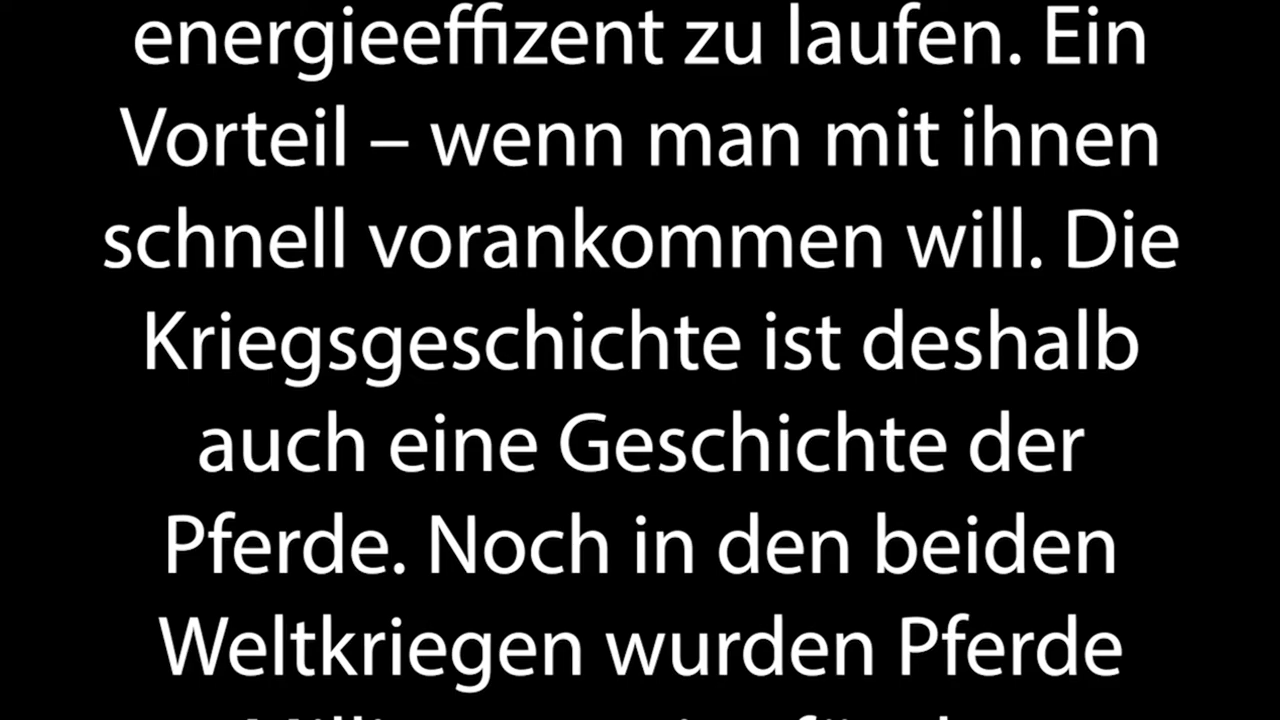 energieeffizent zu laufen. Ein
Vorteil – wenn man mit ihnen
schnell vorankommen will. Die
Kriegsgeschichte ist deshalb
auch eine Geschichte der
Pferde. Noch in den beiden
Weltkriegen wurden Pferde